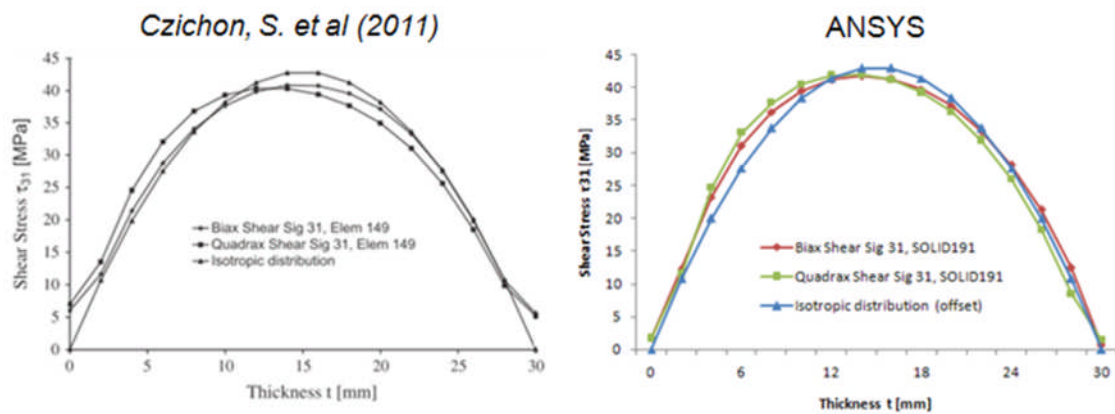 Czichon, S. et al (2011)
45
40
35
30
25
20
15
10
5
0
Shear Stress τ31 [MPa]
Biax Shear Sig 31, Elem 149
Quadrax Shear Sig 31, Elem 149
Isotropic distribution
0 5 10 15 20 25 30
Thickness t [mm]
ANSYS
45
40
35
30
25
20
15
10
5
0
Shear Stress τ31 [MPa]
Biax Shear Sig 31, SOLID191
Quadrax Shear Sig 31, SOLID191
Isotropic distribution (offset)
0 6 12 18 24 30
Thickness t [mm]